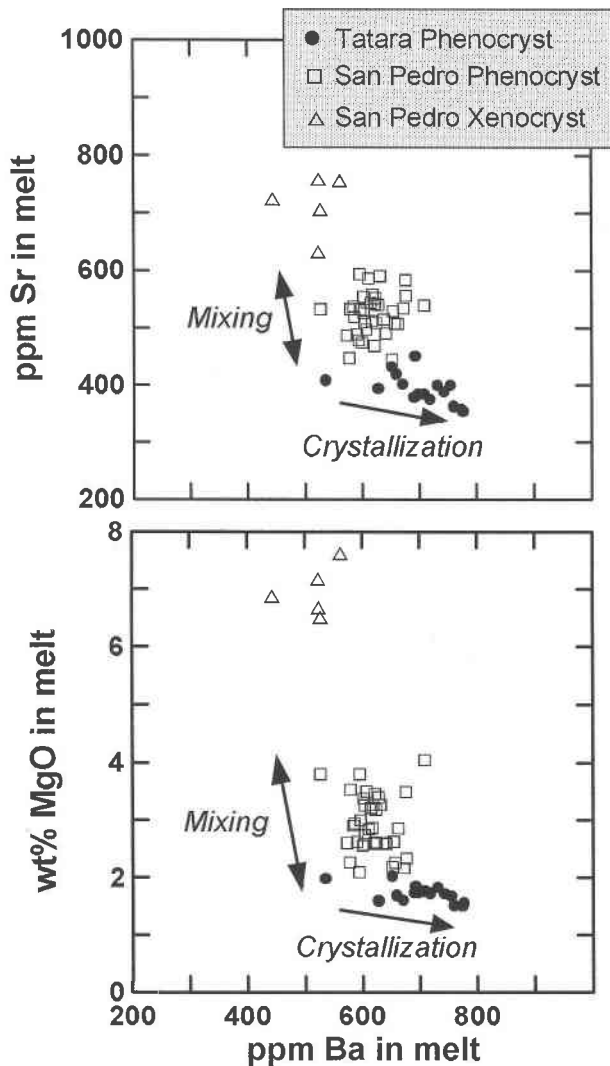 1000
● Tatara Phenocryst
□ San Pedro Phenocryst
△ San Pedro Xenocryst
800
600
400
200
ppm Sr in melt
Mixing
Crystallization
8
6
4
2
0
wt% MgO in melt
Mixing
Crystallization
200 400 600 800
ppm Ba in melt